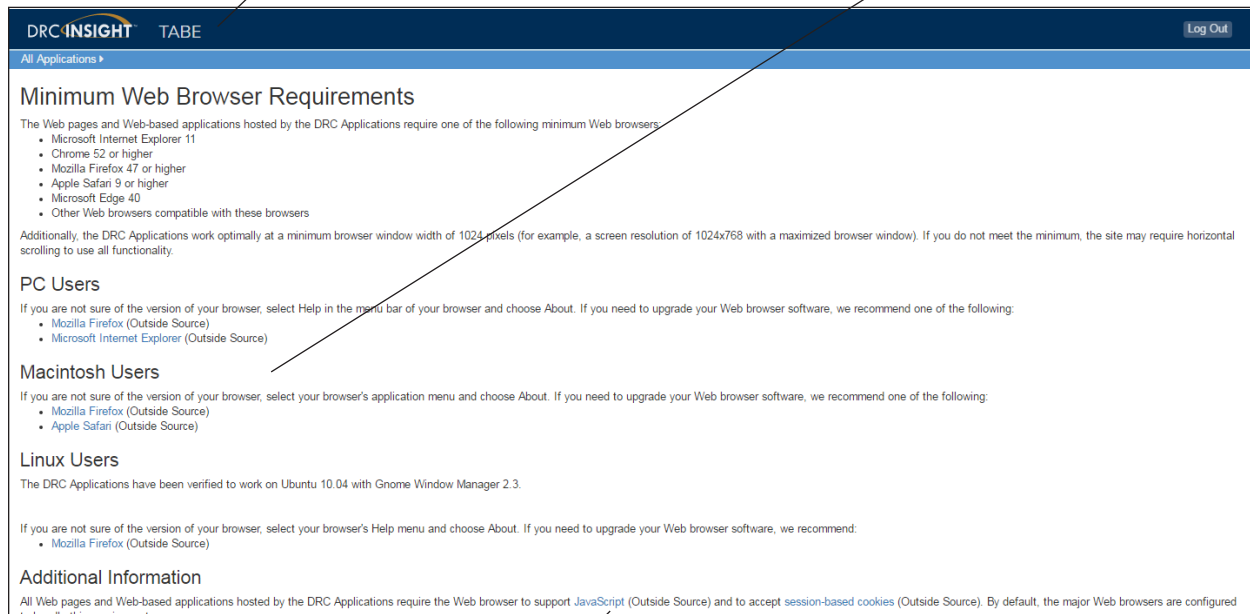 DRC INSIGHT TABE Log Out
All Applications
Minimum Web Browser Requirements
The Web pages and Web-based applications hosted by the DRC Applications require one of the following minimum Web browsers:
• Microsoft Internet Explorer 11
• Chrome 52 or higher
• Mozilla Firefox 47 or higher
• Apple Safari 9 or higher
• Microsoft Edge 40
• Other Web browsers compatible with these browsers
Additionally, the DRC Applications work optimally at a minimum browser window width of 1024 pixels (for example, a screen resolution of 1024x768 with a maximized browser window). If you do not meet the minimum, the site may require horizontal
scrolling to use all functionality.
PC Users
If you are not sure of the version of your browser, select Help in the menu bar of your browser and choose About. If you need to upgrade your Web browser software, we recommend one of the following:
• Mozilla Firefox (Outside Source)
• Microsoft Internet Explorer (Outside Source)
Macintosh Users
If you are not sure of the version of your browser, select your browser's application menu and choose About. If you need to upgrade your Web browser software, we recommend one of the following:
• Mozilla Firefox (Outside Source)
• Apple Safari (Outside Source)
Linux Users
The DRC Applications have been verified to work on Ubuntu 10.04 with Gnome Window Manager 2.3.
If you are not sure of the version of your browser, select your browser's Help menu and choose About. If you need to upgrade your Web browser software, we recommend:
• Mozilla Firefox (Outside Source)
Additional Information
All Web pages and Web-based applications hosted by the DRC Applications require the Web browser to support JavaScript (Outside Source) and to accept session-based cookies (Outside Source). By default, the major Web browsers are configured